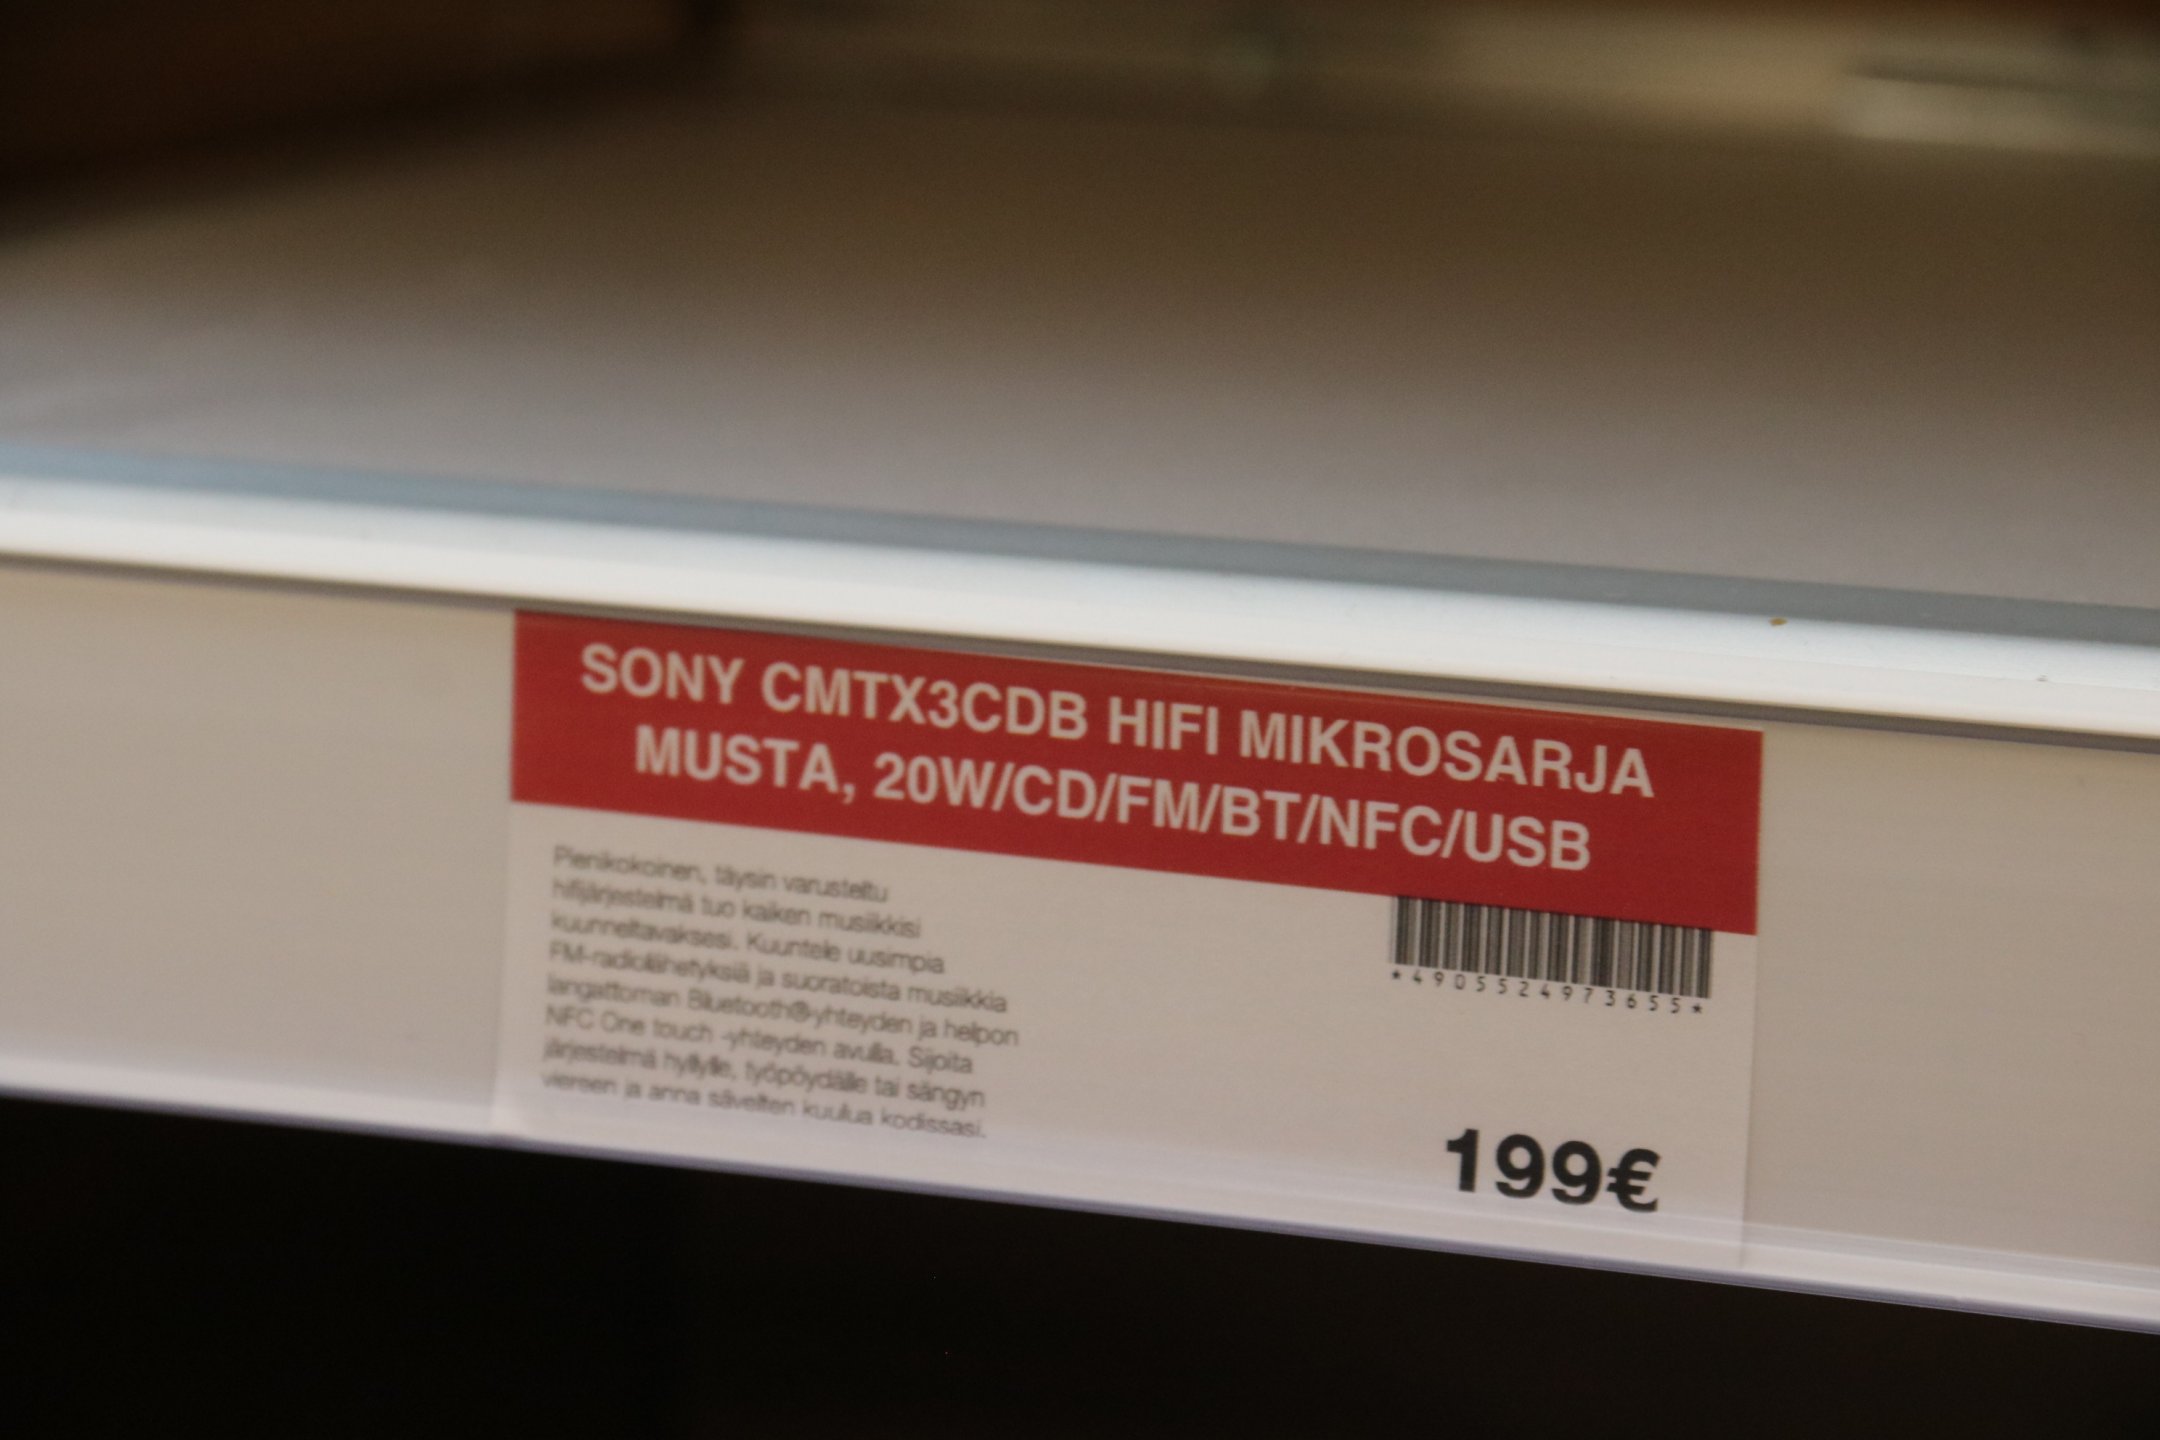 SONY CMTX3CDB HIFI MIKROSARJA
MUSTA, 20W/CD/FM/BT/NFC/USB
Pienikokoinen, täysin varusteltu
hifijärjestelmä tuo kaiken musiikkisi
kuunneltavaksesi. Kuuntele uusimpia
FM-radiolähetyksiä ja suoratoista musiikkia
langattoman Bluetooth®-yhteyden ja helpon
NFC One touch -yhteyden avulla. Sijoita
järjestelmä hyllylle, työpöydälle tai sängyn
viereen ja anna sävelten kuulua kodissasi.
*4905524973655*
199€